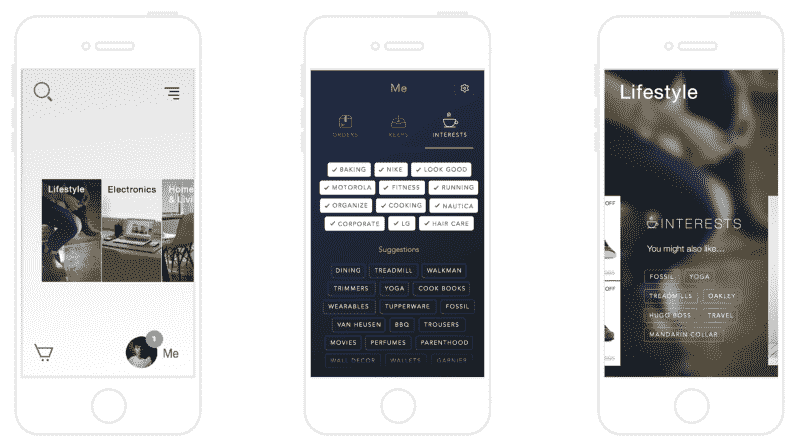 Lifestyle
Electronics
Home
& Livi
1
Me
Me
ORDERS
KEEPS
INTERESTS
✓ BAKING ✓ NIKE ✓ LOOK GOOD
✓ MOTOROLA ✓ FITNESS ✓ RUNNING
✓ ORGANIZE ✓ COOKING ✓ NAUTICA
✓ CORPORATE ✓ LG ✓ HAIR CARE
Suggestions
DINING TREADMILL WALKMAN
TRIMMERS YOGA COOK BOOKS
WEARABLES TUPPERWARE FOSSIL
VAN HEUSEN BBQ TROUSERS
MOVIES PERFUMES PARENTHOOD
WALL DECOR WALLETS GARNIER
Lifestyle
OFF
INTERESTS
You might also like...
OFF
FOSSIL YOGA
TREADMILLS OAKLEY
HUGO BOSS TRAVEL
MANDARIN COLLAR